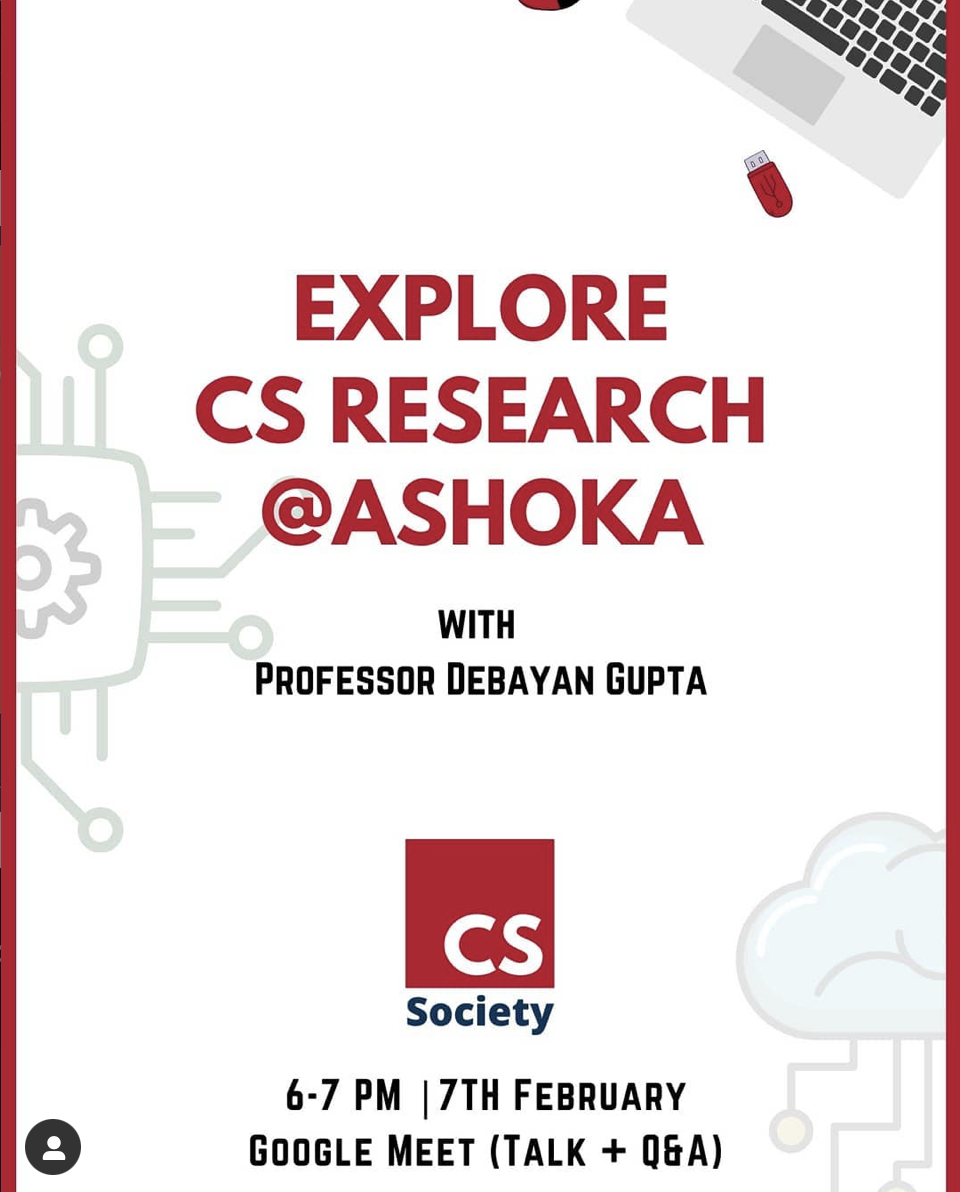 EXPLORE
CS RESEARCH
@ASHOKA
WITH
PROFESSOR DEBAYAN GUPTA
CS
Society
6-7 PM | 7TH FEBRUARY
GOOGLE MEET (TALK + Q&A)